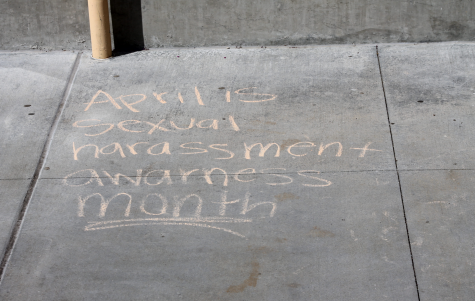 April is
sexual
harassment
awarness
month